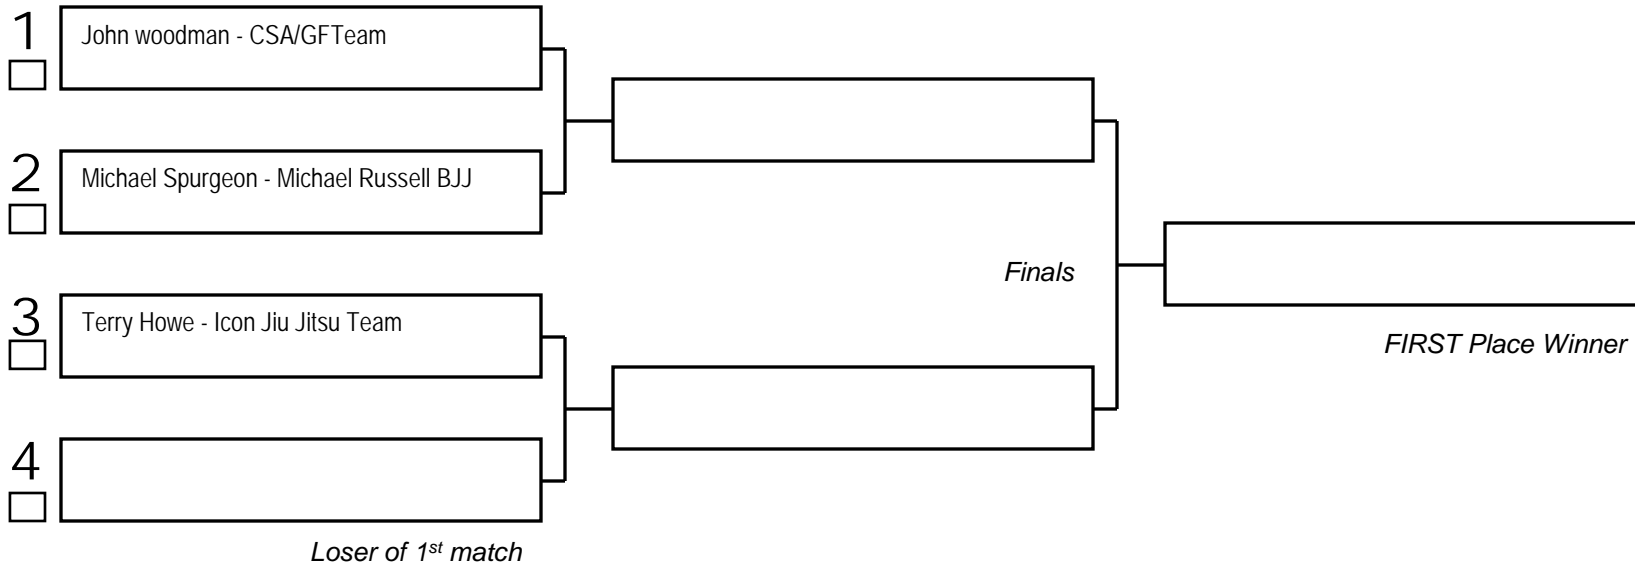 1
John woodman - CSA/GFTeam
2
Michael Spurgeon - Michael Russell BJJ
3
Terry Howe - Icon Jiu Jitsu Team
4
Loser of 1st match
Finals
FIRST Place Winner